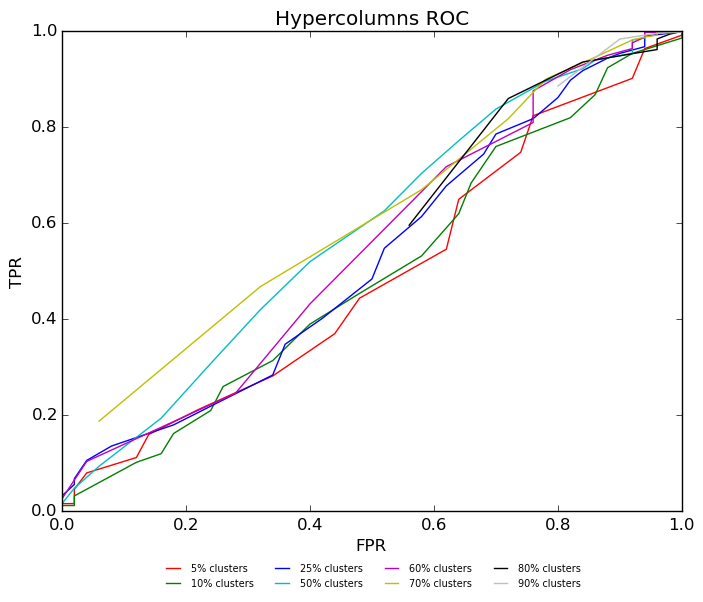 Hypercolumns ROC
1.0
0.8
0.6
0.4
0.2
0.0
TPR
0.0 0.2 0.4 0.6 0.8 1.0
FPR
5% clusters 25% clusters 60% clusters 80% clusters
10% clusters 50% clusters 70% clusters 90% clusters